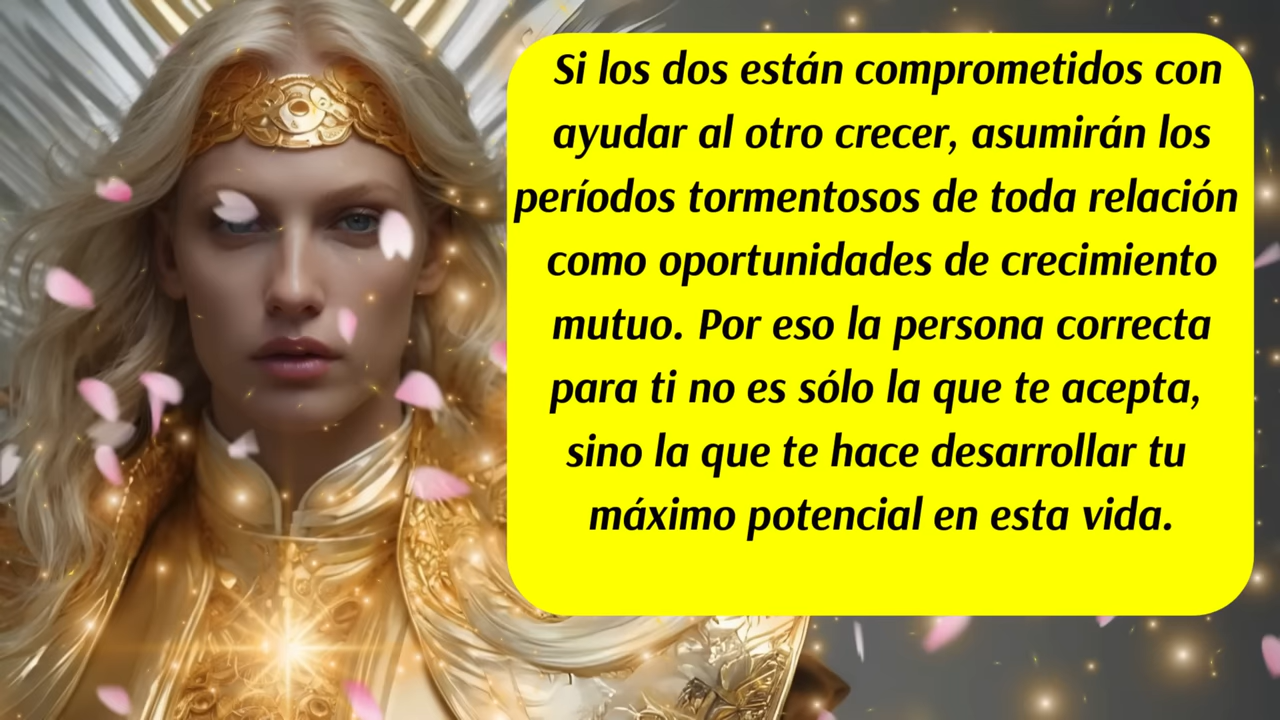 Si los dos están comprometidos con
ayudar al otro crecer, asumirán los
períodos tormentosos de toda relación
como oportunidades de crecimiento
mutuo. Por eso la persona correcta
para ti no es sólo la que te acepta,
sino la que te hace desarrollar tu
máximo potencial en esta vida.